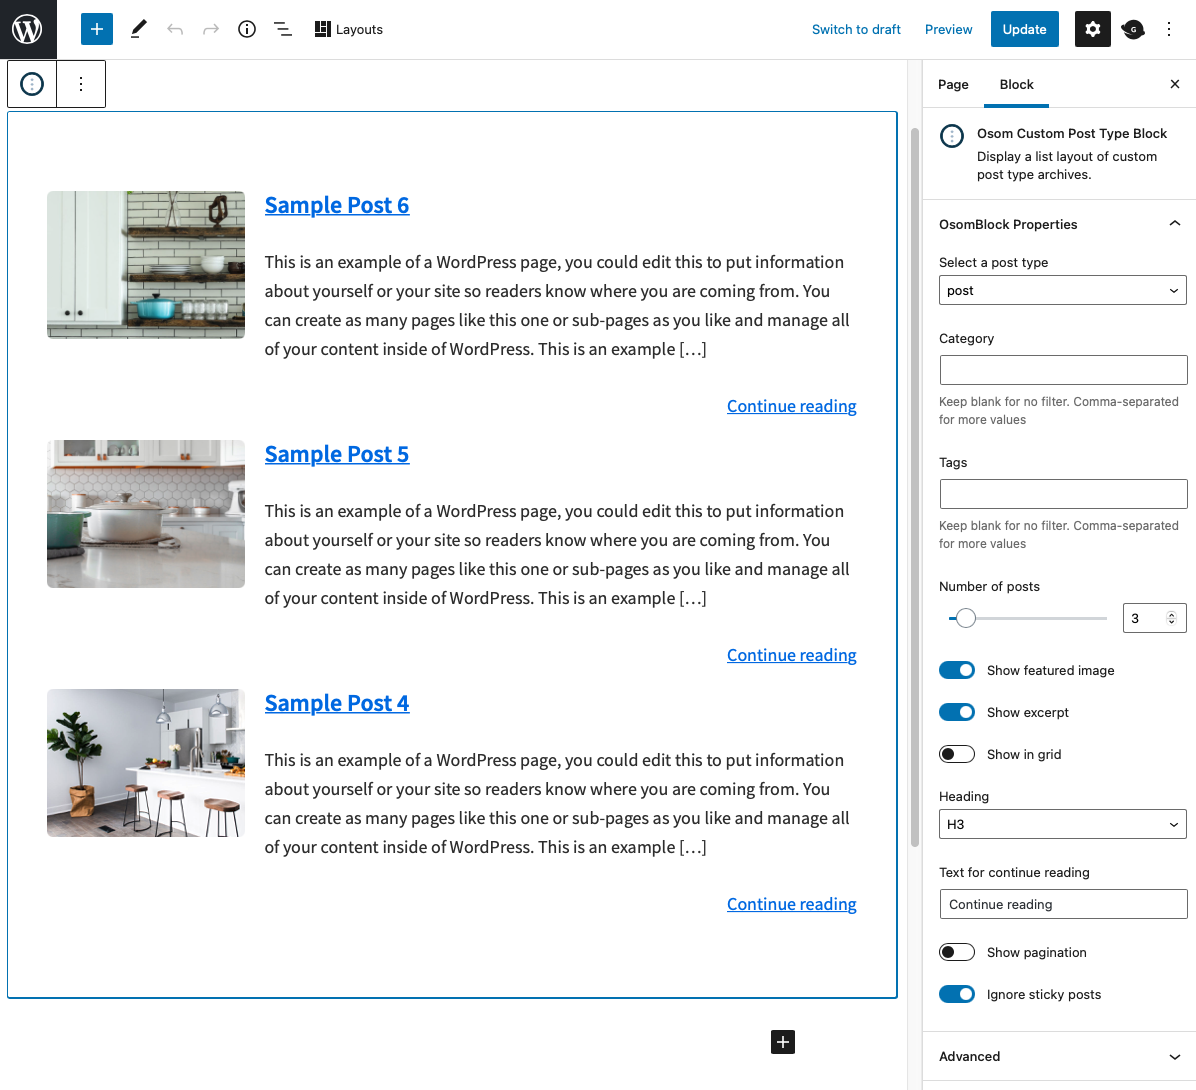 Layouts
Switch to draft
Preview
Update
G
Page
Block
Osom Custom Post Type Block
Display a list layout of custom
post type archives.
OsomBlock Properties
Select a post type
post
Category
Keep blank for no filter. Comma-separated
for more values
Tags
Keep blank for no filter. Comma-separated
for more values
Number of posts
3
Show featured image
Show excerpt
Show in grid
Heading
H3
Text for continue reading
Continue reading
Show pagination
Ignore sticky posts
Advanced
Sample Post 6
This is an example of a WordPress page, you could edit this to put information
about yourself or your site so readers know where you are coming from. You
can create as many pages like this one or sub-pages as you like and manage all
of your content inside of WordPress. This is an example […]
Continue reading
Sample Post 5
This is an example of a WordPress page, you could edit this to put information
about yourself or your site so readers know where you are coming from. You
can create as many pages like this one or sub-pages as you like and manage all
of your content inside of WordPress. This is an example […]
Continue reading
Sample Post 4
This is an example of a WordPress page, you could edit this to put information
about yourself or your site so readers know where you are coming from. You
can create as many pages like this one or sub-pages as you like and manage all
of your content inside of WordPress. This is an example […]
Continue reading